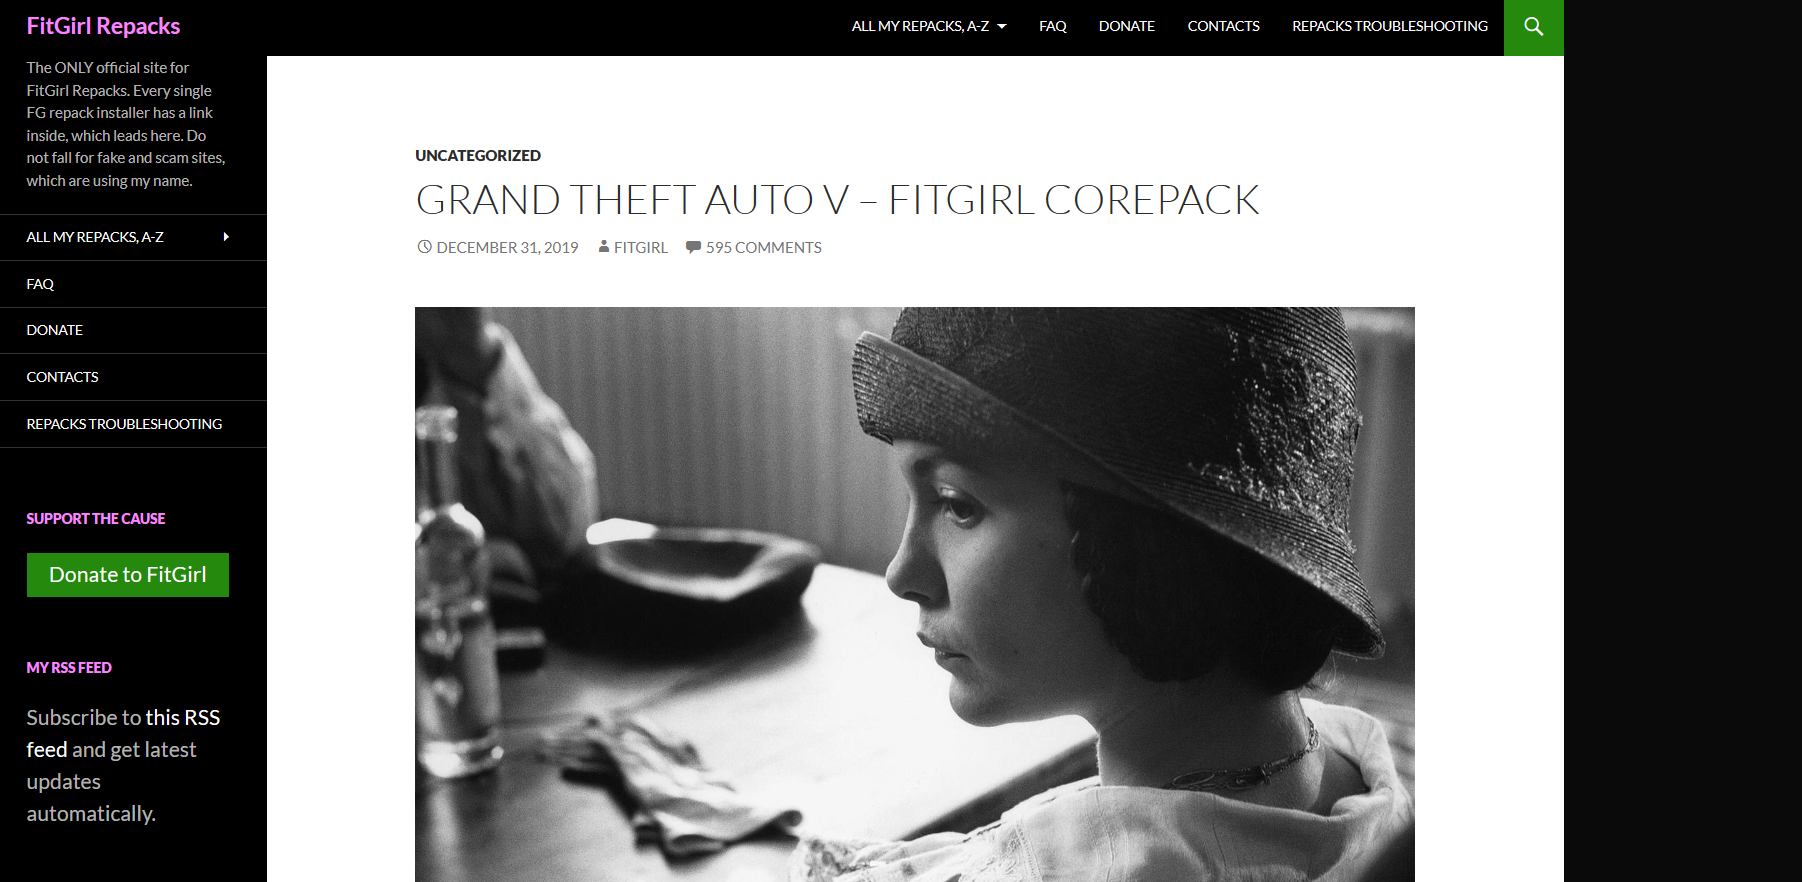 FitGirl Repacks
ALL MY REPACKS, A-Z
FAQ
DONATE
CONTACTS
REPACKS TROUBLESHOOTING
The ONLY official site for
FitGirl Repacks. Every single
FG repack installer has a link
inside, which leads here. Do
not fall for fake and scam sites,
which are using my name.
ALL MY REPACKS, A-Z
FAQ
DONATE
CONTACTS
REPACKS TROUBLESHOOTING
SUPPORT THE CAUSE
Donate to FitGirl
MY RSS FEED
Subscribe to this RSS
feed and get latest
updates
automatically.
UNCATEGORIZED
GRAND THEFT AUTO V – FITGIRL COREPACK
DECEMBER 31, 2019 FITGIRL 595 COMMENTS